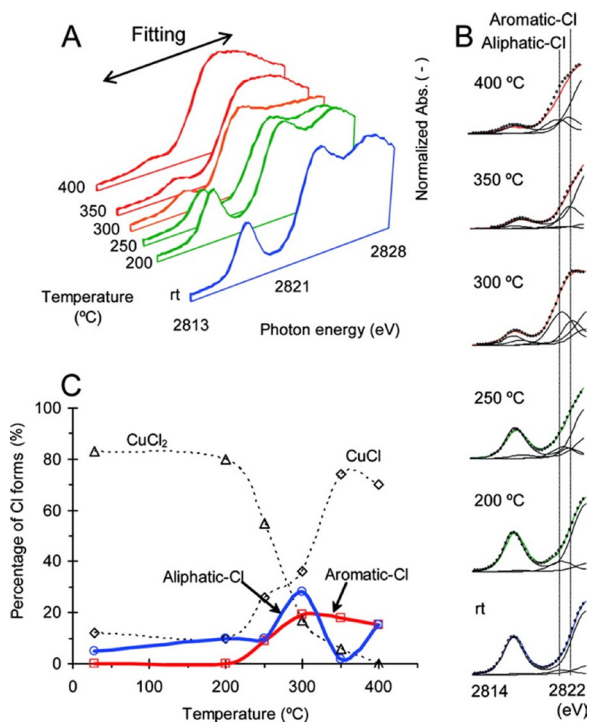 A
Fitting
400
350
300
250
200
rt
2813
2821
2828
Temperature
(ºC)
Photon energy (eV)
Normalized Abs. (-)
B
Aromatic-Cl
Aliphatic-Cl
400 ºC
350 ºC
300 ºC
250 ºC
200 ºC
rt
2814
2822
(eV)
C
Percentage of Cl forms (%)
100
80
60
40
20
0
CuCl₂
CuCl
Aliphatic-Cl
Aromatic-Cl
0 100 200 300 400
Temperature (ºC)